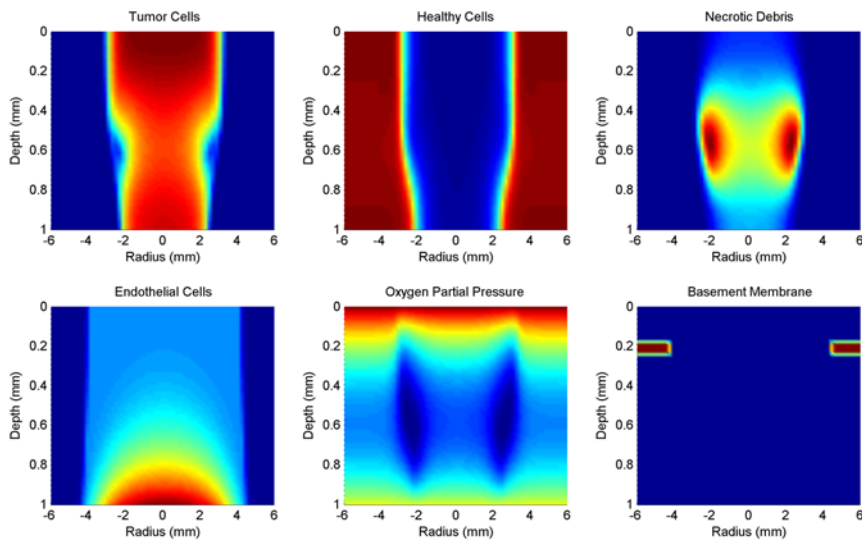 Tumor Cells
Healthy Cells
Necrotic Debris
0
0.2
0.4
0.6
0.8
1
Depth (mm)
-6 -4 -2 0 2 4 6
Radius (mm)
0
0.2
0.4
0.6
0.8
1
Depth (mm)
-6 -4 -2 0 2 4 6
Radius (mm)
0
0.2
0.4
0.6
0.8
1
Depth (mm)
-6 -4 -2 0 2 4 6
Radius (mm)
Endothelial Cells
Oxygen Partial Pressure
Basement Membrane
0
0.2
0.4
0.6
0.8
1
Depth (mm)
-6 -4 -2 0 2 4 6
Radius (mm)
0
0.2
0.4
0.6
0.8
1
Depth (mm)
-6 -4 -2 0 2 4 6
Radius (mm)
0
0.2
0.4
0.6
0.8
1
Depth (mm)
-6 -4 -2 0 2 4 6
Radius (mm)